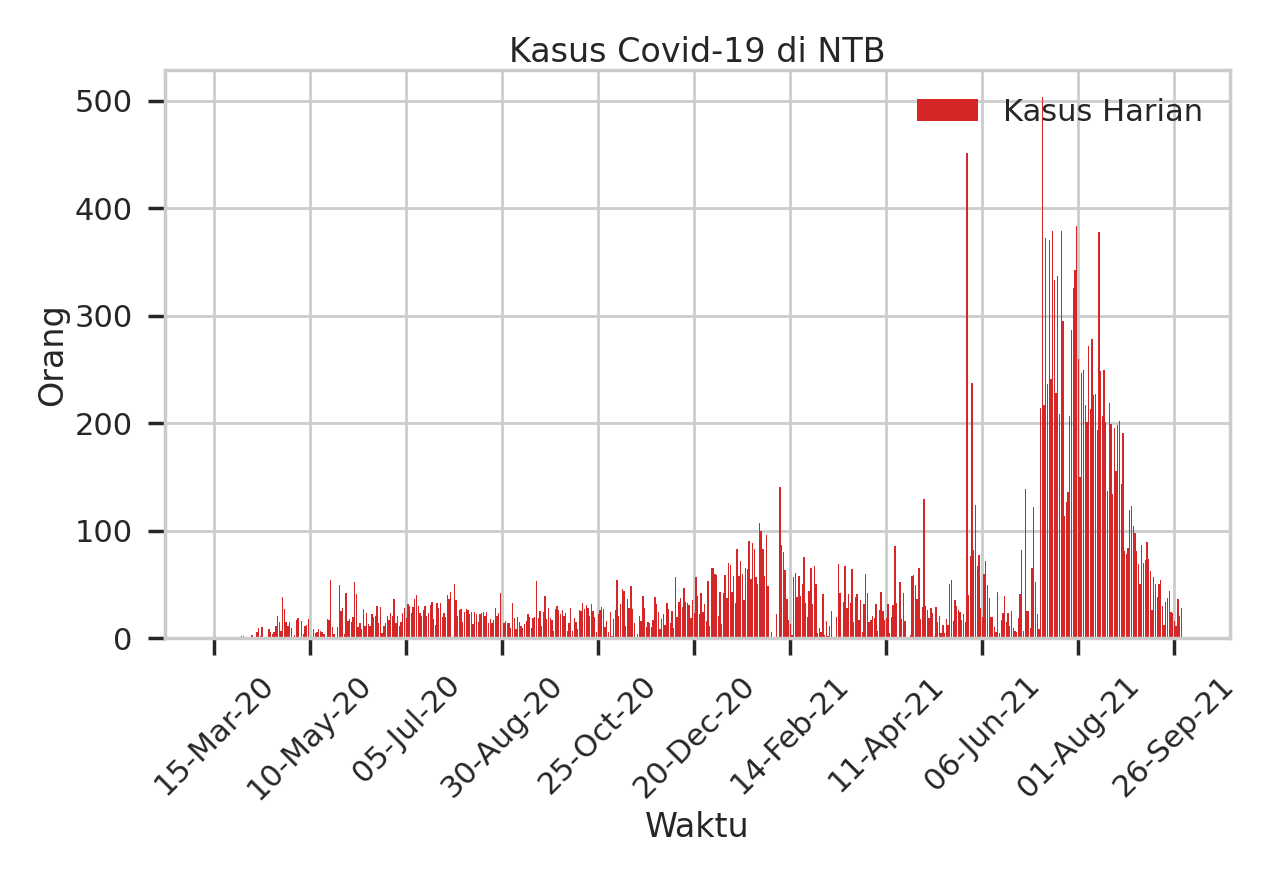 Kasus Covid-19 di NTB
Kasus Harian
Orang
500
400
300
200
100
0
15-Mar-20
10-May-20
05-Jul-20
30-Aug-20
25-Oct-20
20-Dec-20
14-Feb-21
11-Apr-21
06-Jun-21
01-Aug-21
26-Sep-21
Waktu